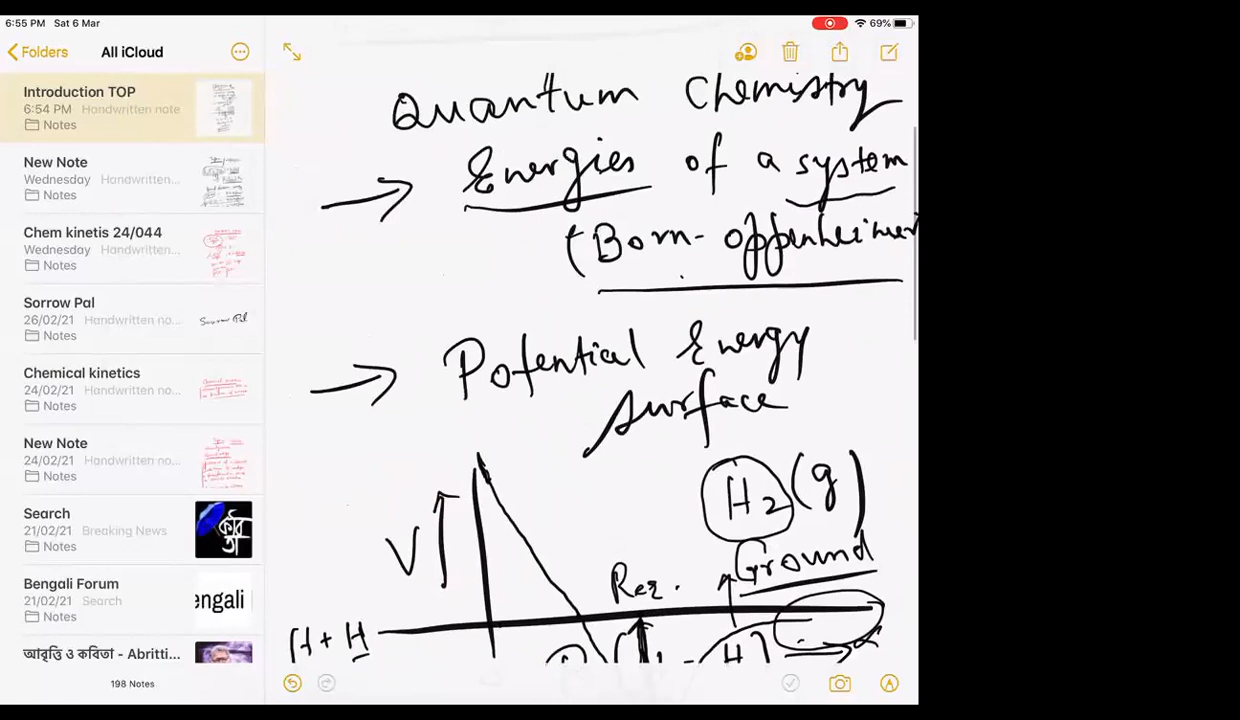 6:55 PM Sat 6 Mar
69%
Folders
All iCloud
Introduction TOP
6:54 PM Handwritten note
Notes
New Note
Wednesday Handwritten...
Notes
Chem kinetis 24/044
Wednesday Handwritten...
Notes
Sorrow Pal
26/02/21 Handwritten no...
Notes
Chemical kinetics
24/02/21 Handwritten no...
Notes
New Note
24/02/21 Handwritten no...
Notes
Search
21/02/21 Breaking News
Notes
Bengali Forum
21/02/21 Search
Notes
engali
আবৃত্তি ও কবিতা - Abritti...
198 Notes
Quantum Chemistry
→ Energies of a system
(Born-Oppenheimer
→ Potential Energy
surface
H2 (g)
V
Ground
Req.
H + H
H